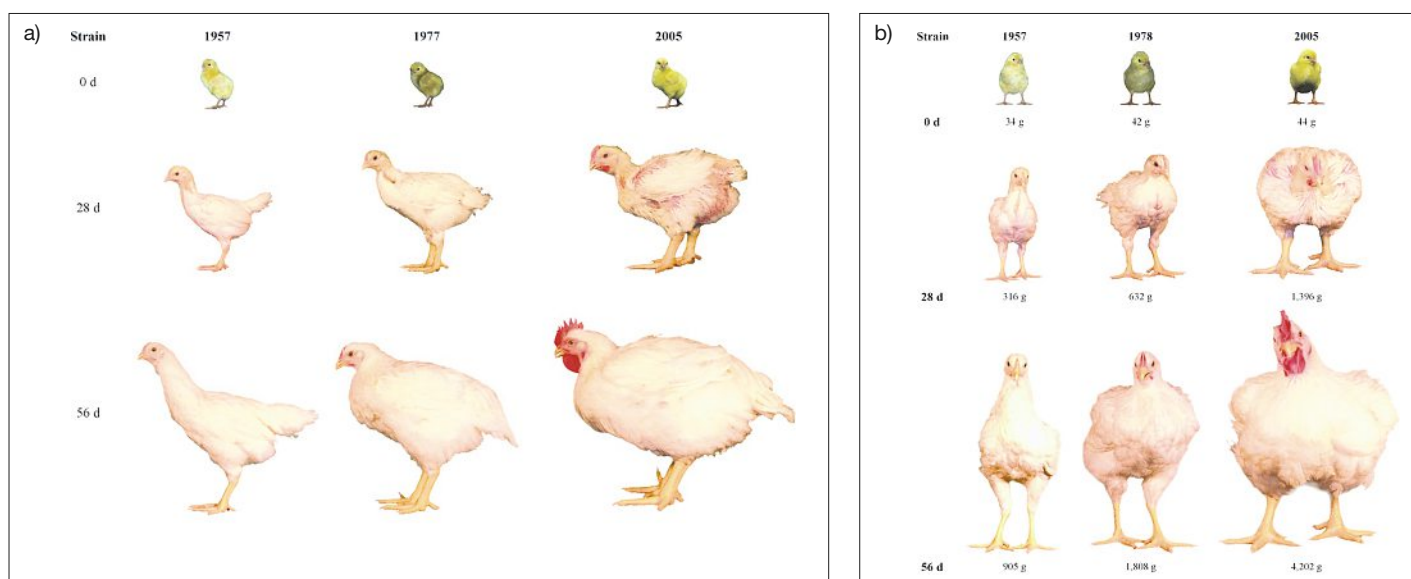 a)
Strain 1957 1977 2005
0 d
28 d
56 d
b)
Strain 1957 1978 2005
0 d 34 g 42 g 44 g
28 d 316 g 632 g 1,396 g
56 d 905 g 1,808 g 4,202 g